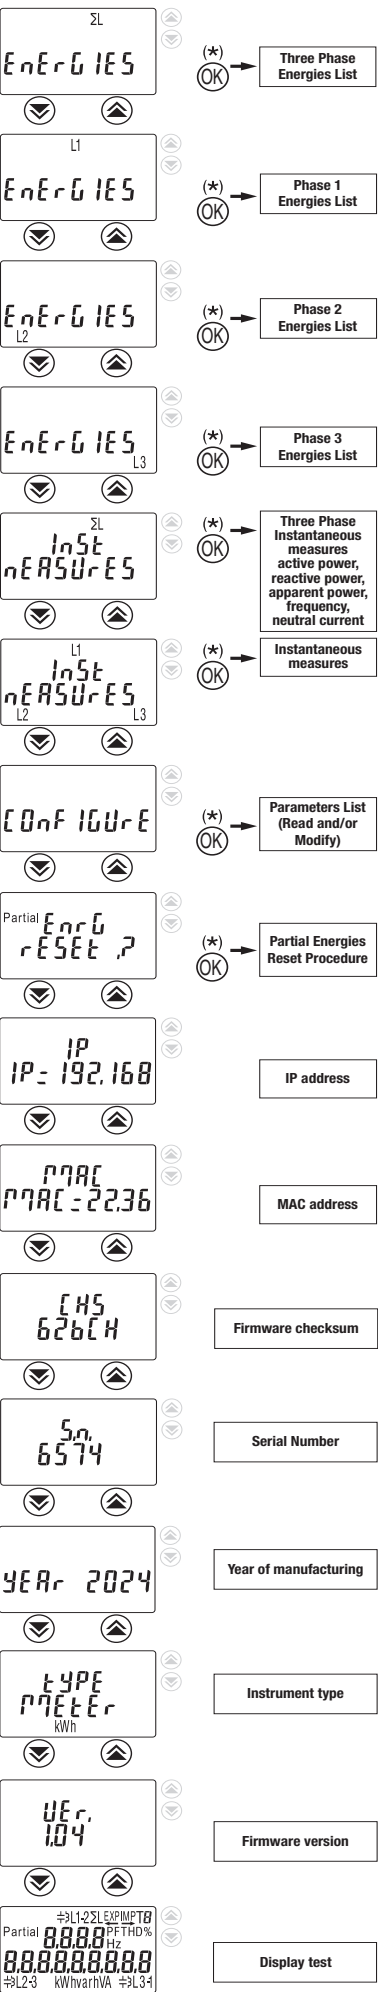 ΣL
EnErGIES
(*)
OK
Three Phase
Energies List
L1
EnErGIES
(*)
OK
Phase 1
Energies List
EnErGIES
L2
(*)
OK
Phase 2
Energies List
EnErGIES
L3
(*)
OK
Phase 3
Energies List
ΣL
InSt
nEASUrES
(*)
OK
Three Phase
Instantaneous
measures
active power,
reactive power,
apparent power,
frequency,
neutral current
L1
InSt
nEASUrES
L2 L3
(*)
OK
Instantaneous
measures
COnFIGUrE
(*)
OK
Parameters List
(Read and/or
Modify)
Partial EnrG
rESEt ,?
(*)
OK
Partial Energies
Reset Procedure
IP
IP= 192.168
IP address
MAC
MAC=22.36
MAC address
CHS
626CH
Firmware checksum
S.n.
6574
Serial Number
yEAr 2024
Year of manufacturing
tyPE
MEtEr
kWh
Instrument type
VEr.
1.04
Firmware version
L1-2ΣL EXPIMPT8
Partial 8.8.8.8 PFTHD%
Hz
8.8.8.8.8.8.8.8
L2-3 kWhvarhVA L3-1
Display test